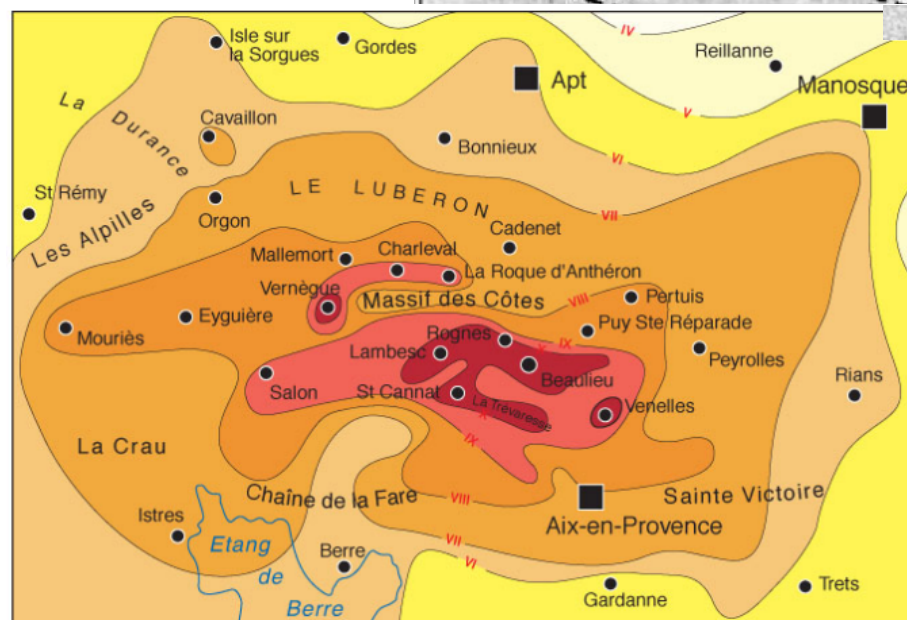 Isle sur
la Sorgues
Gordes
IV
Reillanne
Apt
Manosque
V
La Durance
Cavaillon
Bonnieux
VI
St Rémy
Les Alpilles
Orgon
LE LUBERON
VII
Cadenet
Mallemort
Charleval
La Roque d'Anthéron
Vernègue
Massif des Côtes
VIII
Pertuis
Mouriès
Eyguière
Rognes
X
IX
Puy Ste Réparade
Lambesc
Peyrolles
Salon
Beaulieu
Rians
St Cannat
La Trévaresse
X
Venelles
IX
La Crau
Chaîne de la Fare
VIII
Sainte Victoire
Istres
Aix-en-Provence
Etang
de
Berre
Berre
VII
VI
Gardanne
Trets